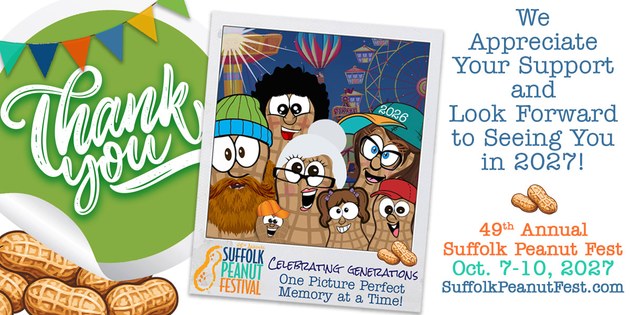 Thank
you!
2026
SUFFOLK
PEANUT
FESTIVAL
CELEBRATING GENERATIONS
One Picture Perfect
Memory at a Time!
We
Appreciate
Your Support
and
Look Forward
to Seeing You
in 2027!
49th Annual
Suffolk Peanut Fest
Oct. 7-10, 2027
SuffolkPeanutFest.com